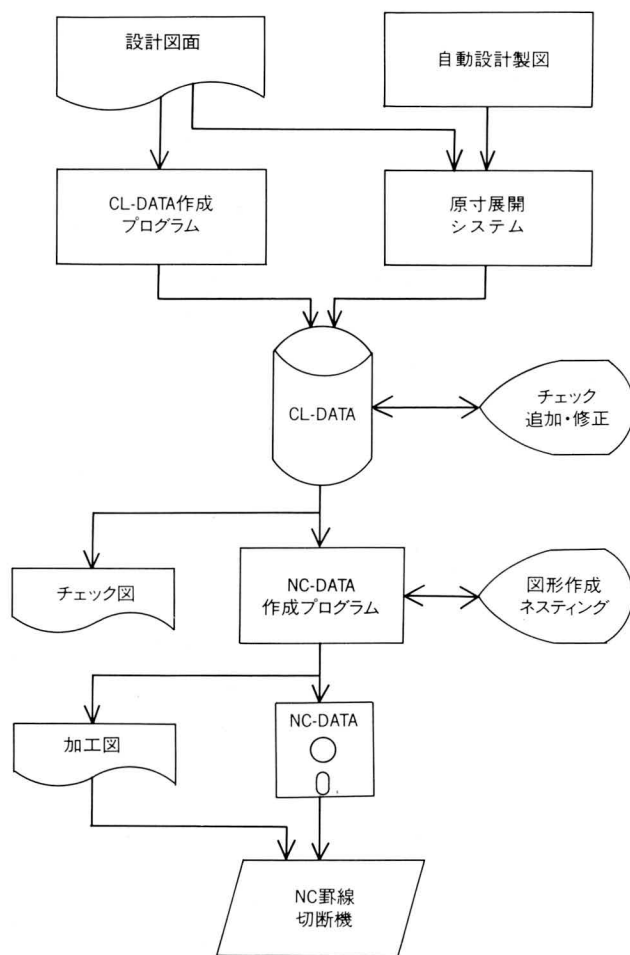 設計図面
自動設計製図
CL-DATA作成
プログラム
原寸展開
システム
CL-DATA
チェック
追加・修正
チェック図
NC-DATA
作成プログラム
図形作成
ネスティング
加工図
NC-DATA
NC罫線
切断機